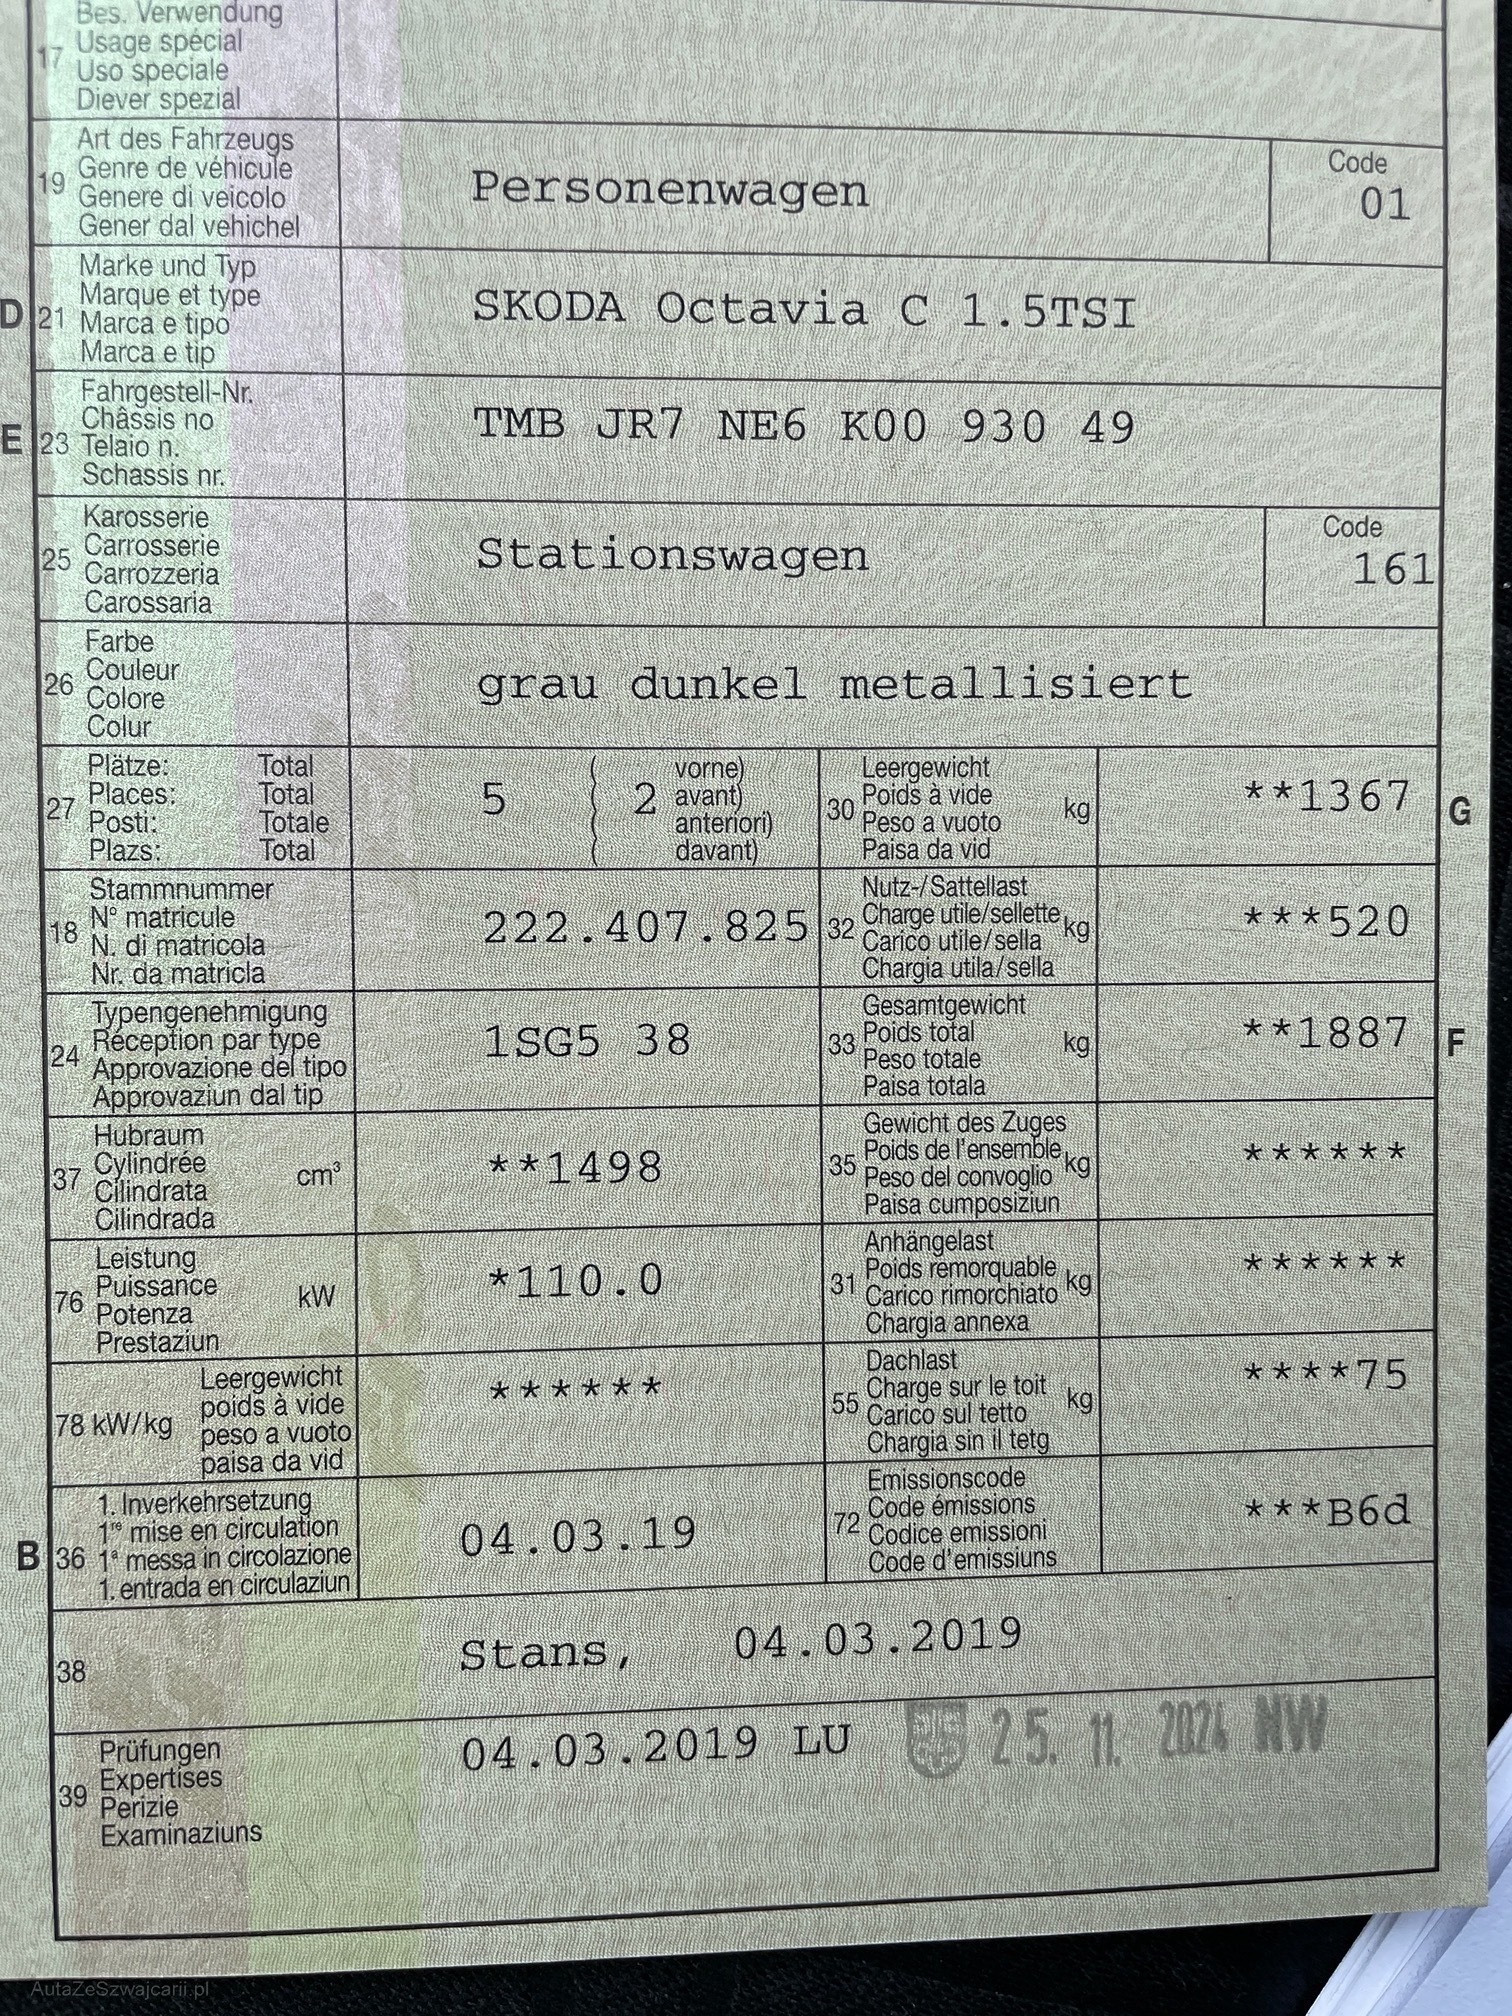 Bes. Verwendung
17 Usage spécial
Uso speciale
Diever spezial
Art des Fahrzeugs
19 Genre de véhicule
Genere di veicolo
Gener dal vehichel
Personenwagen
Code
01
D 21 Marke und Typ
Marque et type
Marca e tipo
Marca e tip
SKODA Octavia C 1.5TSI
E 23 Fahrgestell-Nr.
Châssis no
Telaio n.
Schassis nr.
TMB JR7 NE6 K00 930 49
25 Karosserie
Carrosserie
Carrozzeria
Carossaria
Stationswagen
Code
161
26 Farbe
Couleur
Colore
Colur
grau dunkel metallisiert
27 Plätze: Total
Places: Total
Posti: Totale
Plazs: Total
5 ( 2 vorne)
( avant)
( anteriori)
( davant)
30 Leergewicht
Poids à vide kg
Peso a vuoto
Paisa da vid
**1367 G
18 Stammnummer
N° matricule
N. di matricola
Nr. da matricla
222.407.825
32 Nutz-/Sattellast
Charge utile/sellette kg
Carico utile/sella
Chargia utila/sella
***520
24 Typengenehmigung
Réception par type
Approvazione del tipo
Approvaziun dal tip
1SG5 38
33 Gesamtgewicht
Poids total kg
Peso totale
Paisa totala
**1887 F
37 Hubraum
Cylindrée cm³
Cilindrata
Cilindrada
**1498
35 Gewicht des Zuges
Poids de l'ensemble kg
Peso del convoglio
Paisa cumposiziun
******
76 Leistung
Puissance kW
Potenza
Prestaziun
*110.0
31 Anhängelast
Poids remorquable kg
Carico rimorchiato
Chargia annexa
******
78 kW/kg Leergewicht
poids à vide
peso a vuoto
paisa da vid
******
55 Dachlast
Charge sur le toit kg
Carico sul tetto
Chargia sin il tetg
****75
B 36 1. Inverkehrsetzung
1re mise en circulation
1a messa in circolazione
1. entrada en circulaziun
04.03.19
72 Emissionscode
Code émissions
Codice emissioni
Code d'emissiuns
***B6d
38 Stans, 04.03.2019
39 Prüfungen
Expertises
Perizie
Examinaziuns
04.03.2019 LU 25. 11. 2024 NW
AutaZeSzwajcarii.pl